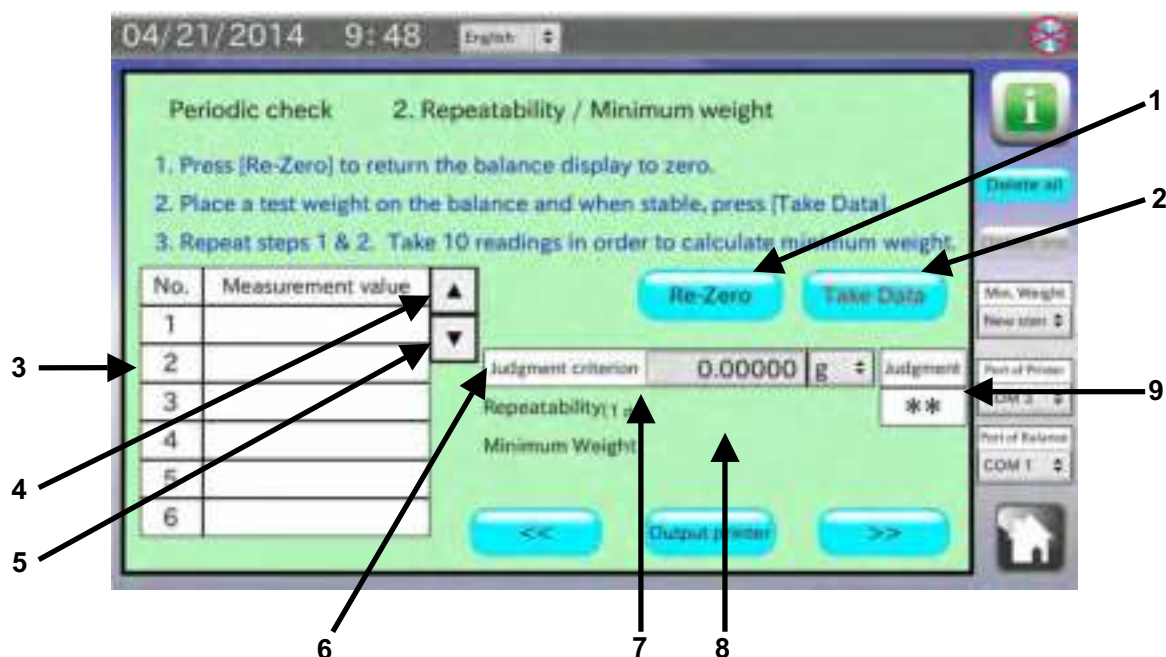 04/21/2014 9:48 English
Periodic check 2. Repeatability / Minimum weight
1. Press [Re-Zero] to return the balance display to zero.
2. Place a test weight on the balance and when stable, press [Take Data]
3. Repeat steps 1 & 2. Take 10 readings in order to calculate minimum weight.
Delete all
No. Measurement value ▲
▼
1
2
3
4
5
6
Re-Zero Take Data
Judgment criterion 0.00000 g Judgment
**
Repeatability
Minimum Weight
<< Output printer >>
Min. Weight
Port of Printer
Port of Balance
COM 1
1
2
3
4
5
6
7
8
9